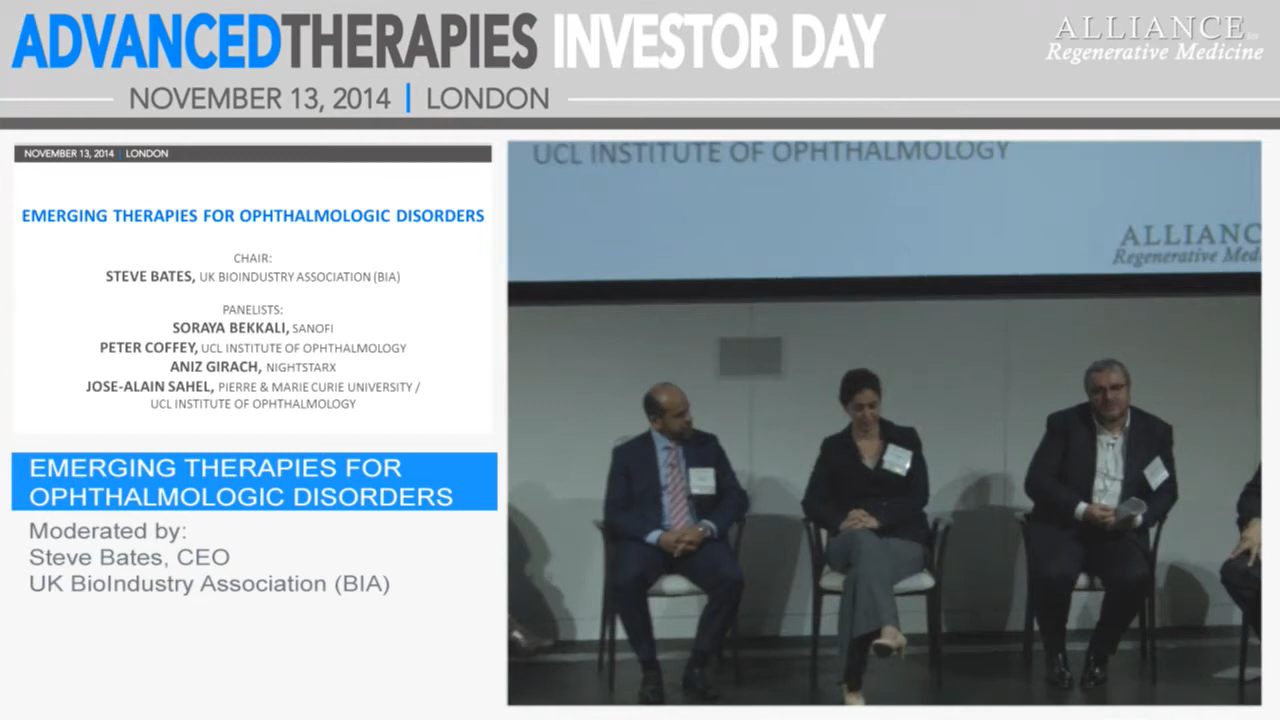 ADVANCEDTHERAPIES INVESTOR DAY
NOVEMBER 13, 2014 | LONDON
ALLIANCE for
Regenerative Medicine
NOVEMBER 13, 2014 | LONDON
EMERGING THERAPIES FOR OPHTHALMOLOGIC DISORDERS
CHAIR:
STEVE BATES, UK BIOINDUSTRY ASSOCIATION (BIA)
PANELISTS:
SORAYA BEKKALI, SANOFI
PETER COFFEY, UCL INSTITUTE OF OPHTHALMOLOGY
ANIZ GIRACH, NIGHTSTARX
JOSE-ALAIN SAHEL, PIERRE & MARIE CURIE UNIVERSITY /
UCL INSTITUTE OF OPHTHALMOLOGY
EMERGING THERAPIES FOR
OPHTHALMOLOGIC DISORDERS
Moderated by:
Steve Bates, CEO
UK BioIndustry Association (BIA)
UCL INSTITUTE OF OPHTHALMOLOGY
ALLIANC
Regenerative Med